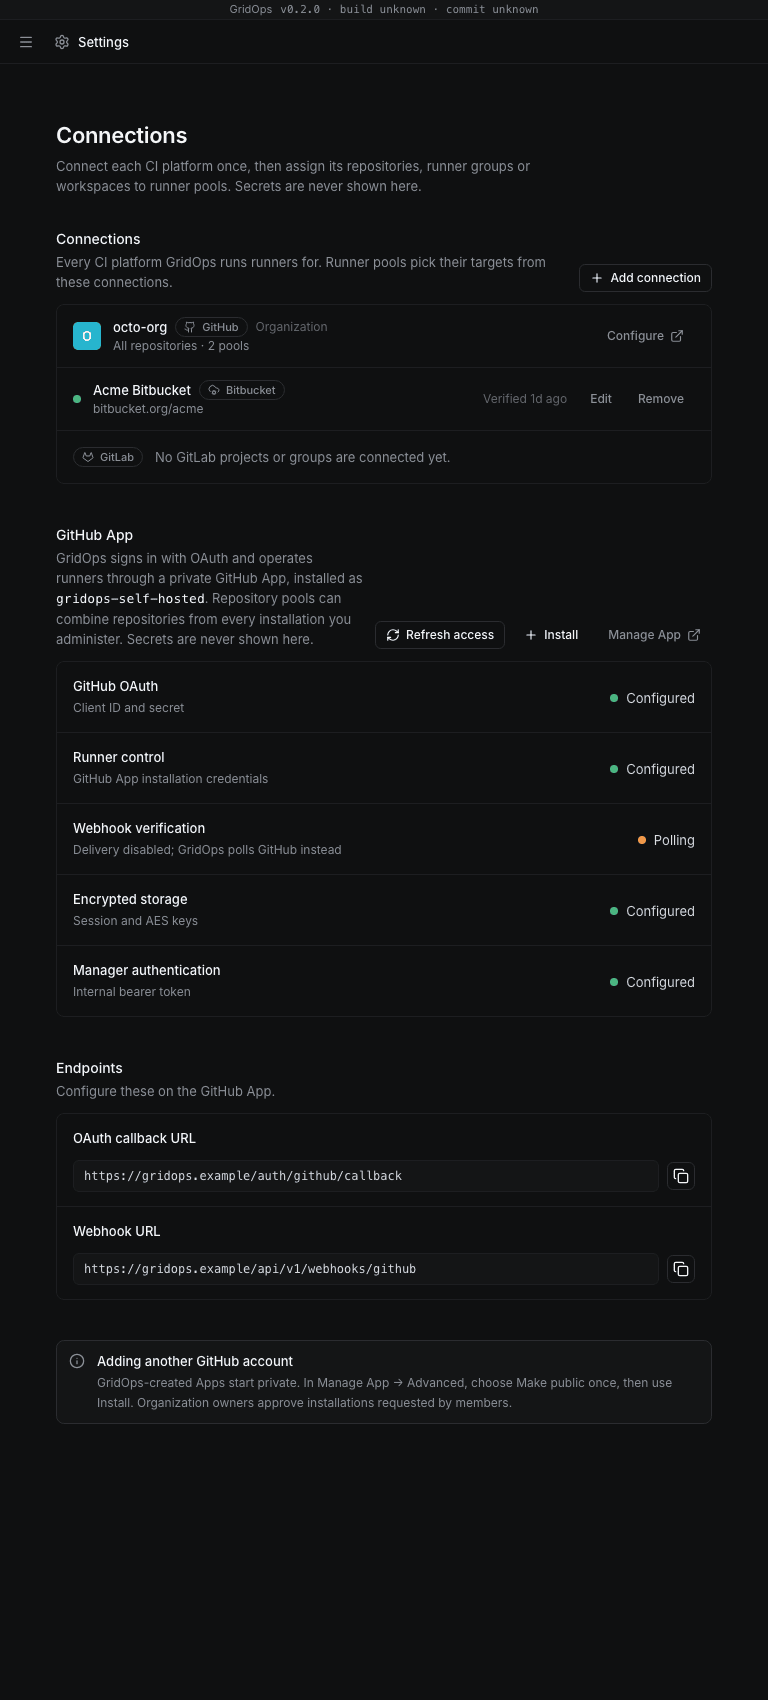 GridOps v0.2.0 · build unknown · commit unknown
Settings
Connections
Connect each CI platform once, then assign its repositories, runner groups or
workspaces to runner pools. Secrets are never shown here.
Connections
Every CI platform GridOps runs runners for. Runner pools pick their targets from
these connections.
Add connection
O
octo-org GitHub Organization
All repositories · 2 pools
Configure
Acme Bitbucket Bitbucket
bitbucket.org/acme
Verified 1d ago Edit Remove
GitLab No GitLab projects or groups are connected yet.
GitHub App
GridOps signs in with OAuth and operates
runners through a private GitHub App, installed as
gridops-self-hosted. Repository pools can
combine repositories from every installation you
administer. Secrets are never shown here.
Refresh access Install Manage App
GitHub OAuth
Client ID and secret
Configured
Runner control
GitHub App installation credentials
Configured
Webhook verification
Delivery disabled; GridOps polls GitHub instead
Polling
Encrypted storage
Session and AES keys
Configured
Manager authentication
Internal bearer token
Configured
Endpoints
Configure these on the GitHub App.
OAuth callback URL
https://gridops.example/auth/github/callback
Webhook URL
https://gridops.example/api/v1/webhooks/github
Adding another GitHub account
GridOps-created Apps start private. In Manage App → Advanced, choose Make public once, then use
Install. Organization owners approve installations requested by members.